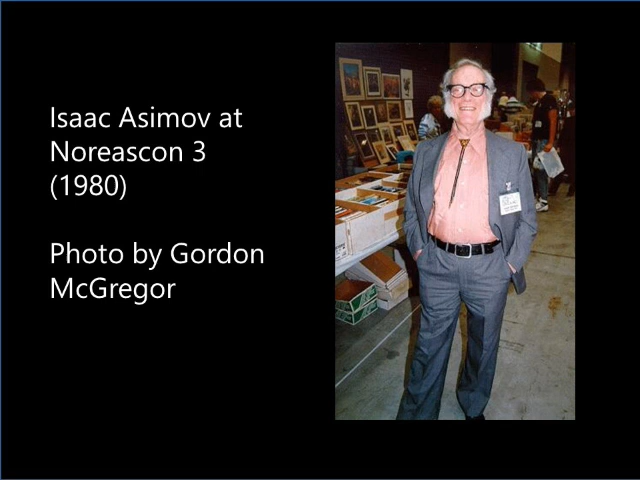 Isaac Asimov at
Noreascon 3
(1980)
Photo by Gordon
McGregor